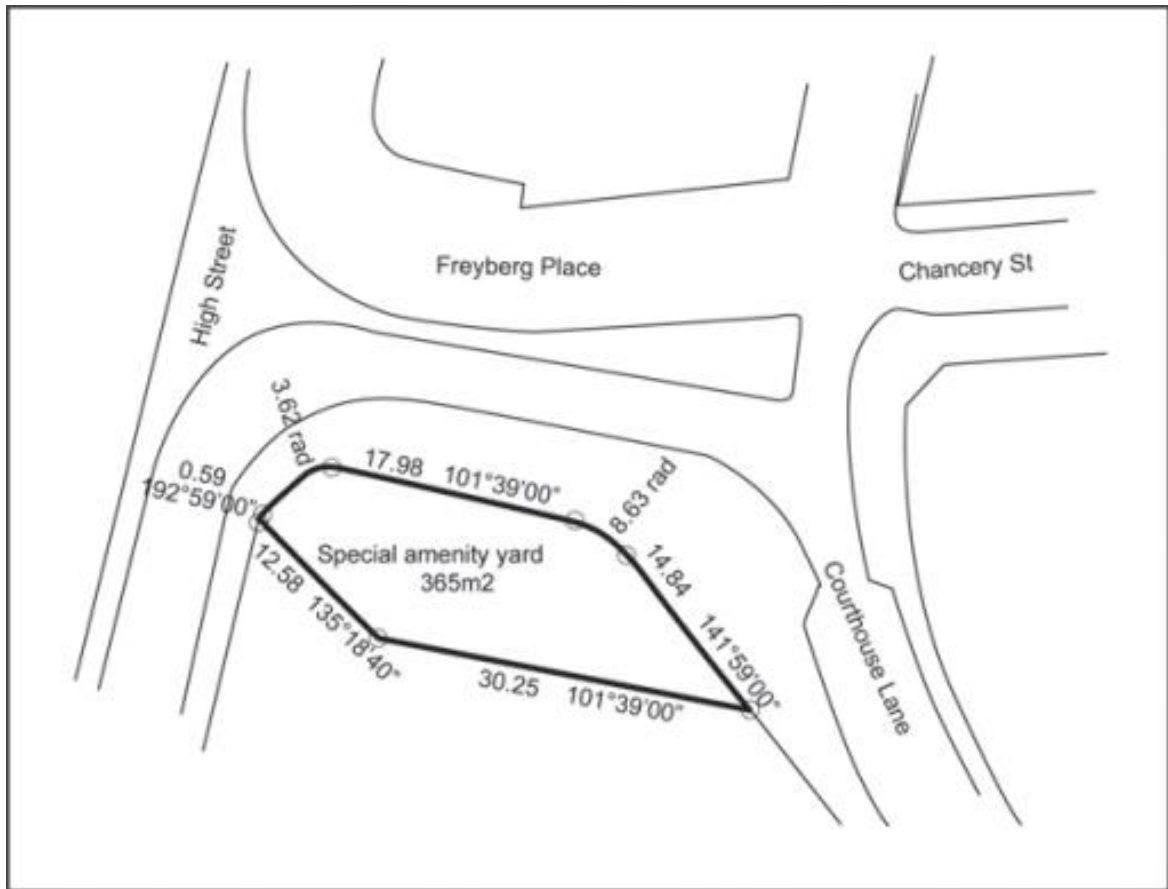 Freyberg Place
Chancery St
High Street
3.62 rad
17.98 101°39'00"
8.63 rad
0.59
192°59'00"
Special amenity yard
365m2
14.84 141°59'00"
12.58 135°18'40"
30.25 101°39'00"
Courthouse Lane